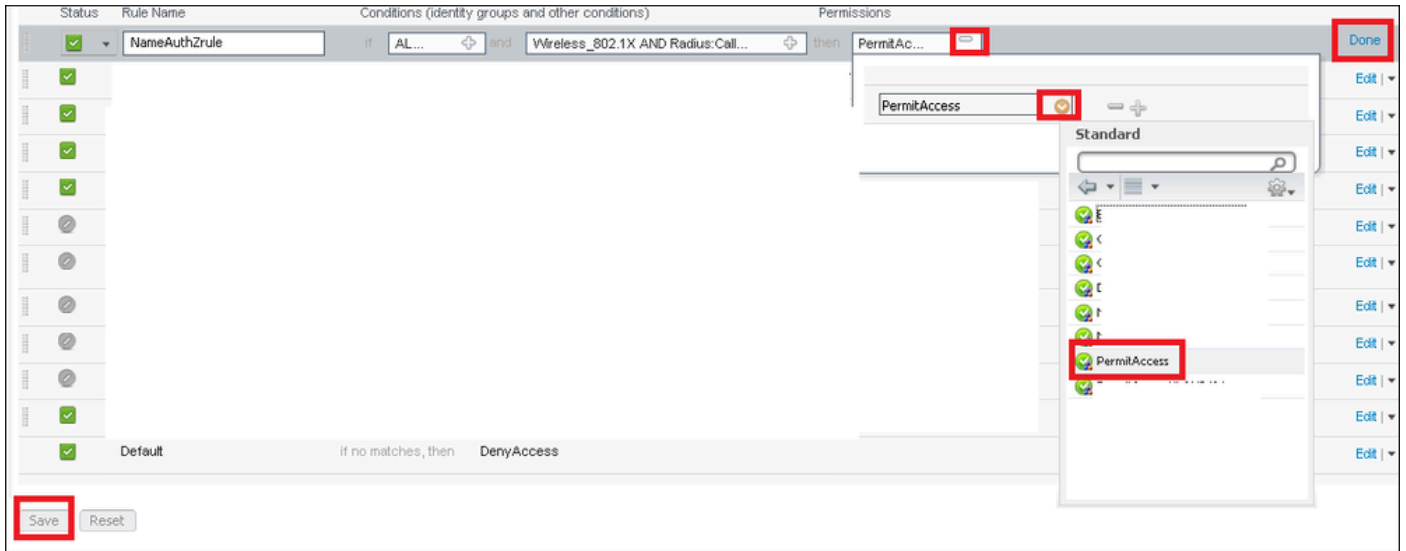 Status Rule Name Conditions (identity groups and other conditions) Permissions
NameAuthZrule if AL... and Wireless_802.1X AND Radius:Call... then PermitAc... Done
Edit
PermitAccess Edit
Standard
Edit
Edit
Edit
Edit
Edit
Edit
PermitAccess
Edit
Edit
Default if no matches, then DenyAccess Edit
Save Reset